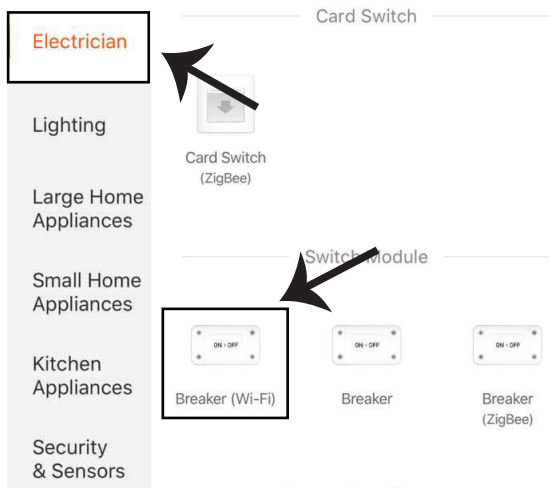 Electrician
Lighting
Large Home
Appliances
Small Home
Appliances
Kitchen
Appliances
Security
& Sensors
Card Switch
Card Switch
(ZigBee)
Switch Module
ON OFF
Breaker (Wi-Fi)
ON OFF
Breaker
ON OFF
Breaker
(ZigBee)